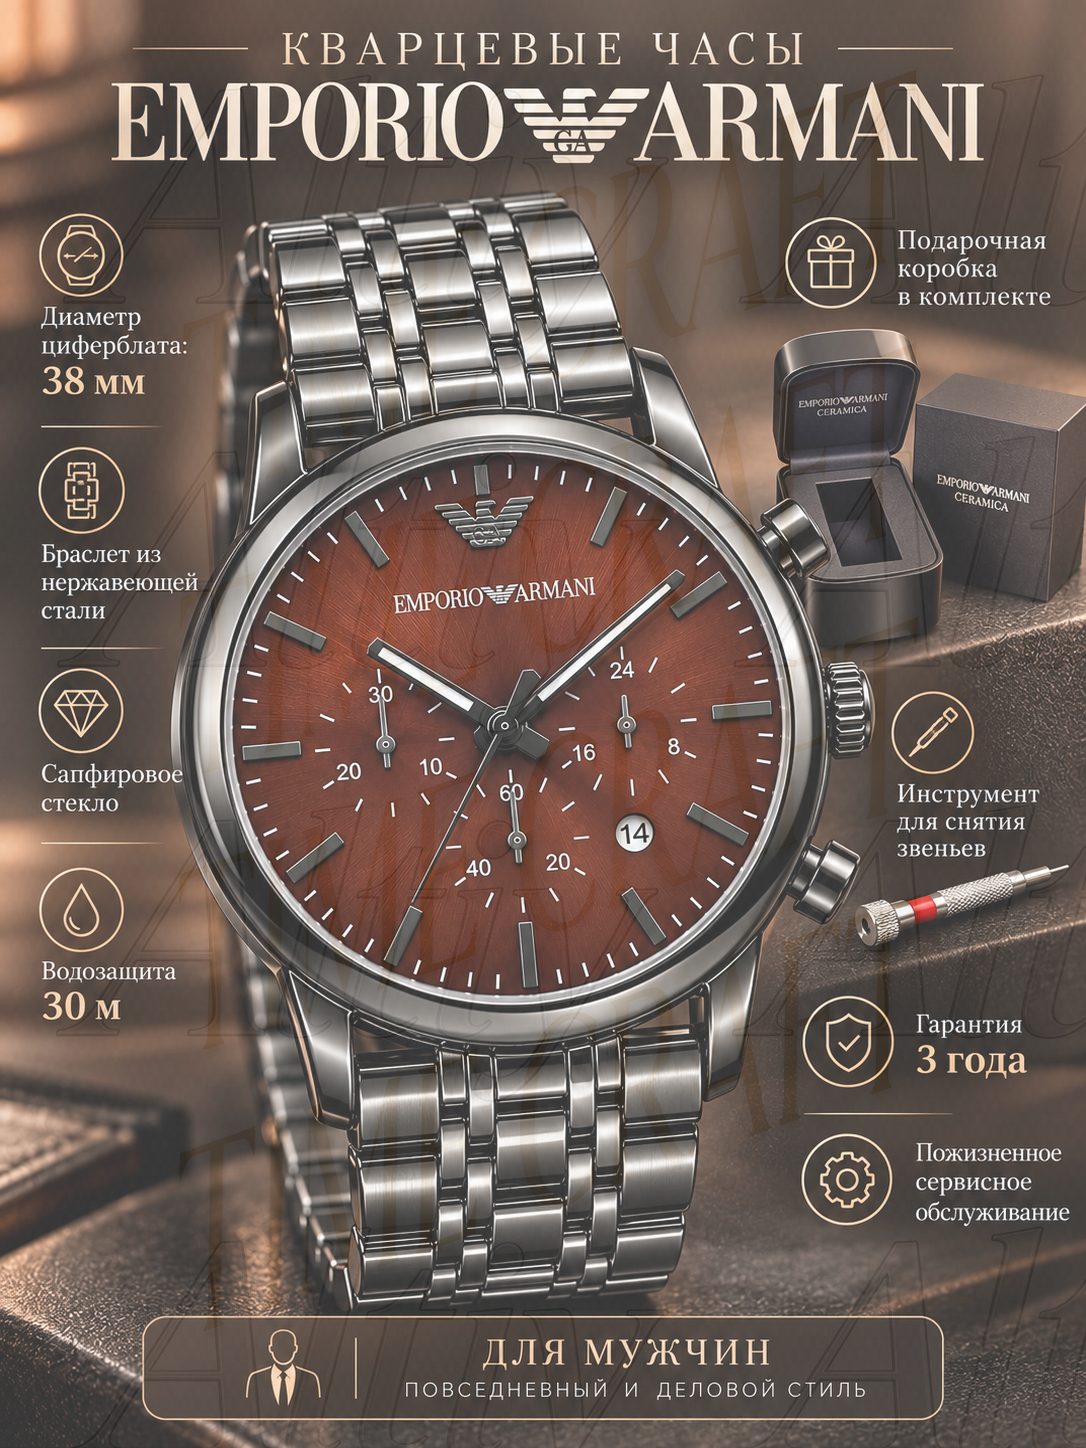 КВАРЦЕВЫЕ ЧАСЫ
EMPORIO ARMANI
GA
Диаметр
циферблата:
38 мм
Браслет из
нержавеющей
стали
Сапфировое
стекло
Водозащита
30 м
EMPORIO ARMANI
30
20
10
24
16
8
60
40
20
14
Подарочная
коробка
в комплекте
EMPORIO ARMANI
CERAMICA
EMPORIO ARMANI
CERAMICA
Инструмент
для снятия
звеньев
Гарантия
3 года
Пожизненное
сервисное
обслуживание
ДЛЯ МУЖЧИН
ПОВСЕДНЕВНЫЙ И ДЕЛОВОЙ СТИЛЬ